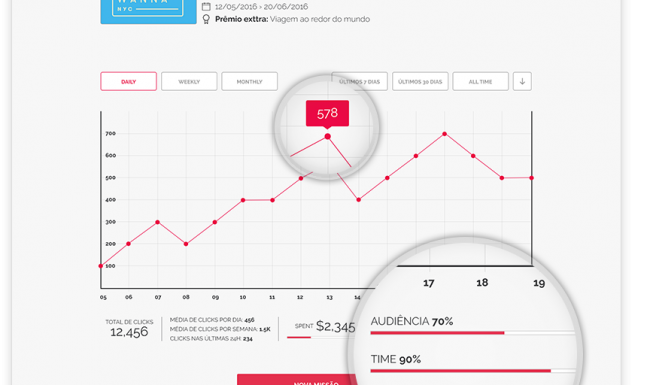 WANNA
NYC
12/05/2016 > 20/06/2016
Prêmio exttra: Viagem ao redor do mundo
DAILY
WEEKLY
MONTHLY
ÚLTIMOS 7 DIAS
ÚLTIMOS 30 DIAS
ALL TIME
578
700
600
500
400
300
200
100
05 06 07 08 09 10 11 12 13 14
17 18 19
TOTAL DE CLICKS
12,456
MÉDIA DE CLICKS POR DIA: 456
MÉDIA DE CLICKS POR SEMANA: 1.5K
CLICKS NAS ÚLTIMAS 24H: 234
SPENT $2,345
AUDIÊNCIA 70%
TIME 90%
NOVA MISSÃO